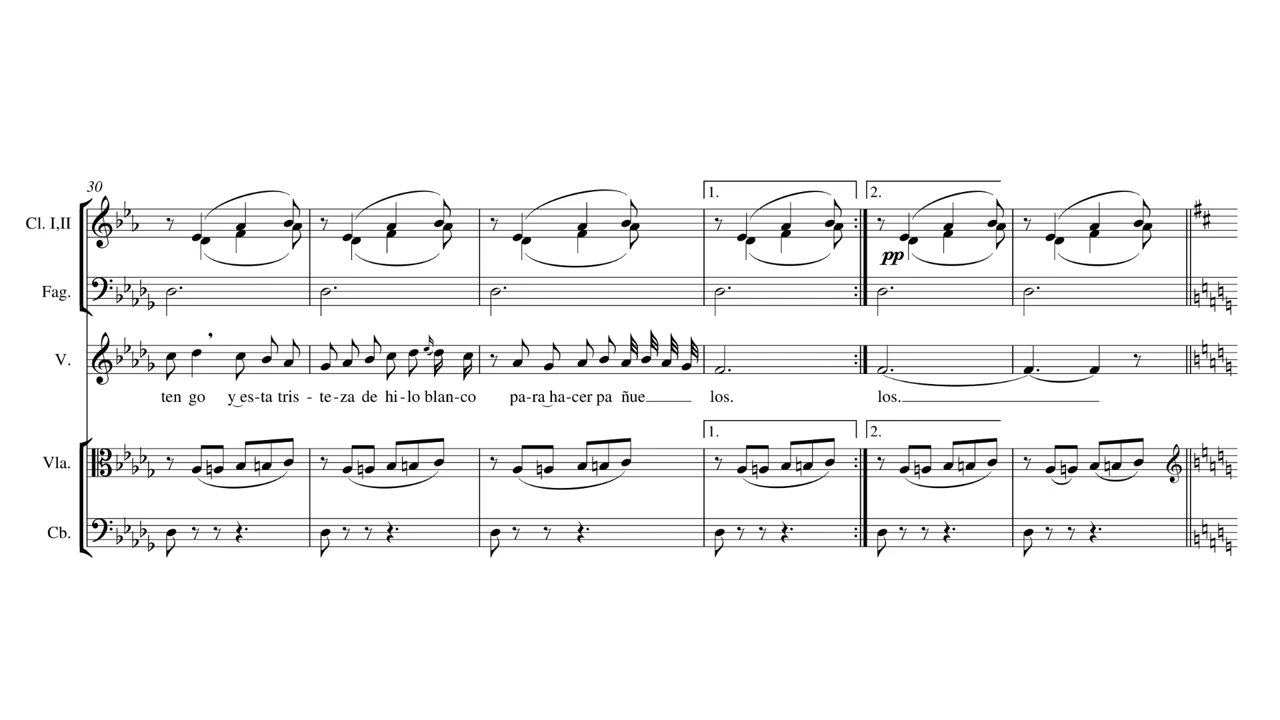 30
Cl. I,II
1.
2.
pp
Fag.
V.
ten go y es-ta tris - te-za de hi-lo blan-co pa-ra ha-cer pa ñue los. los.
1.
2.
Vla.
Cb.